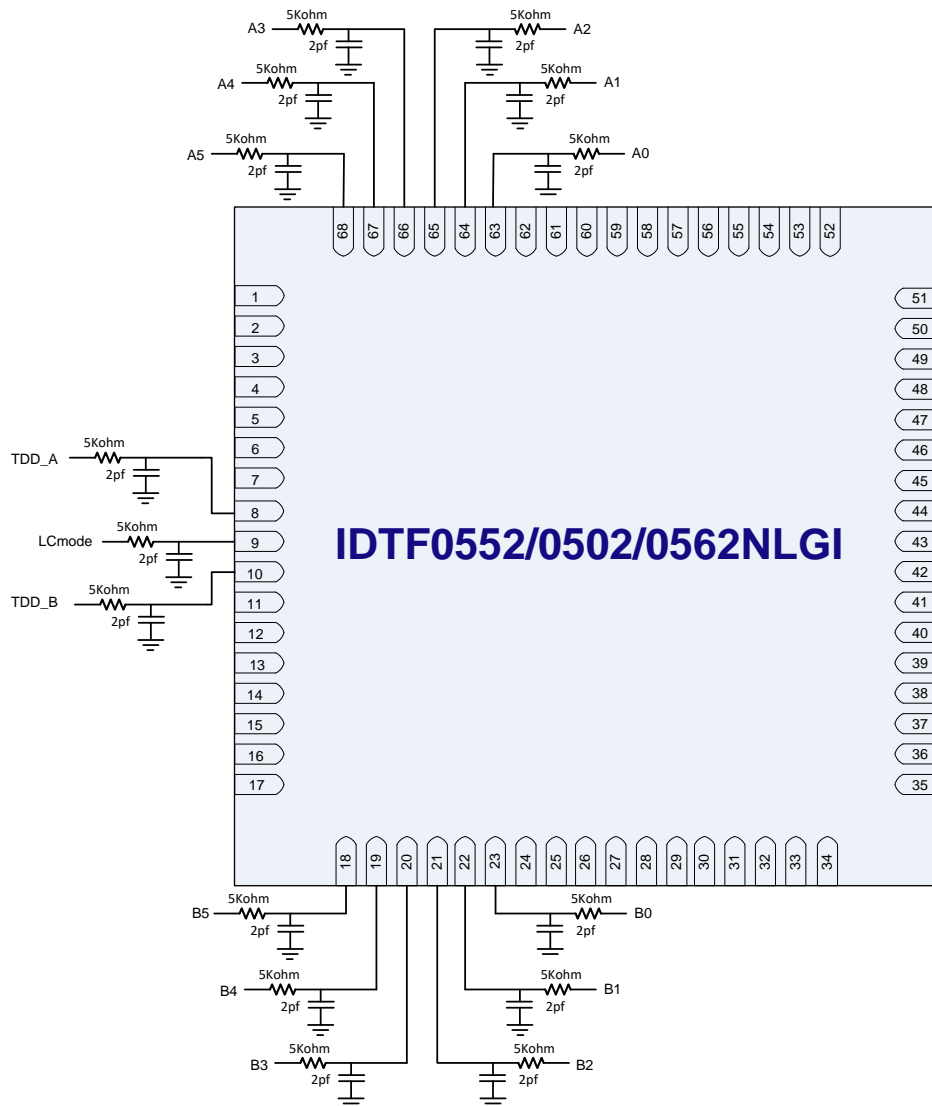 5Kohm
A3
2pf
5Kohm
A2
2pf
5Kohm
A4
2pf
5Kohm
A1
2pf
5Kohm
A5
2pf
5Kohm
A0
2pf
68 67 66 65 64 63 62 61 60 59 58 57 56 55 54 53 52
1
2
3
4
5
6
7
8
9
10
11
12
13
14
15
16
17
5Kohm
TDD_A
2pf
5Kohm
LCmode
2pf
5Kohm
TDD_B
2pf
IDTF0552/0502/0562NLGI
51
50
49
48
47
46
45
44
43
42
41
40
39
38
37
36
35
18 19 20 21 22 23 24 25 26 27 28 29 30 31 32 33 34
5Kohm
B5
2pf
5Kohm
B0
2pf
5Kohm
B4
2pf
5Kohm
B1
2pf
5Kohm
B3
2pf
5Kohm
B2
2pf